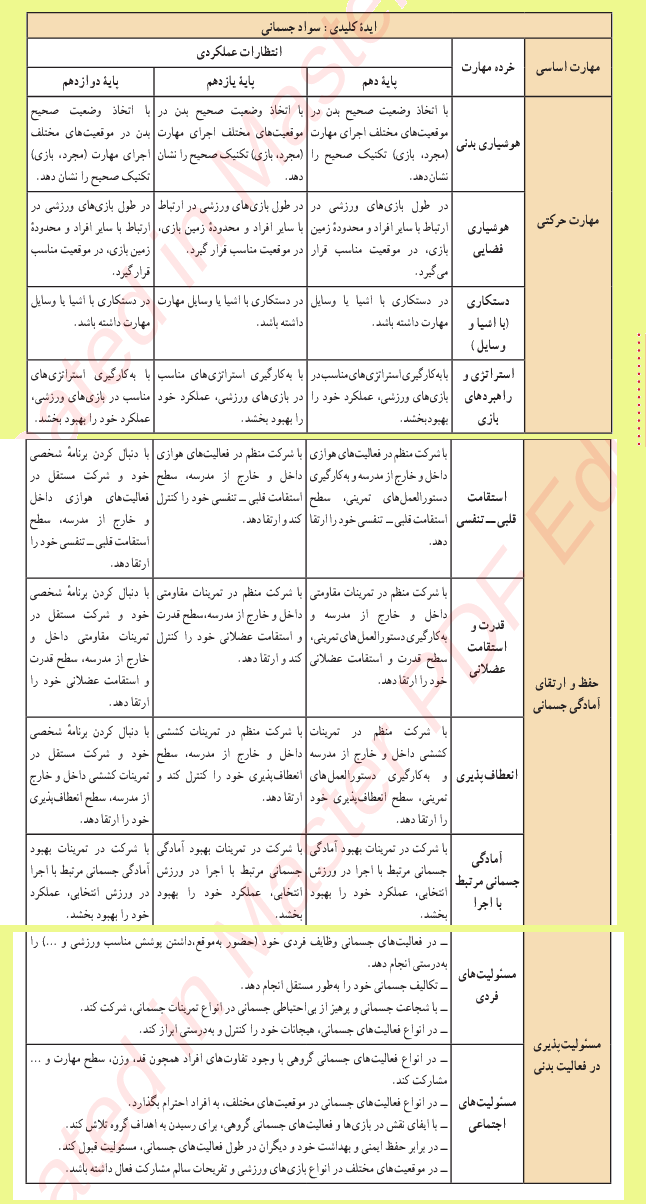 ایدهٔ کلیدی : سواد جسمانی
مهارت اساسی
خرده مهارت
انتظارات عملکردی
پایهٔ دهم
پایهٔ یازدهم
پایهٔ دوازدهم
مهارت حرکتی
هوشیاری بدنی
با اتخاذ وضعیت صحیح بدن در
موقعیت‌های مختلف اجرای مهارت
(مجرد، بازی) تکنیک صحیح را
نشان‌دهد.
با اتخاذ وضعیت صحیح بدن در
موقعیت‌های مختلف اجرای مهارت
(مجرد، بازی) تکنیک صحیح را نشان
دهد.
با اتخاذ وضعیت صحیح
بدن در موقعیت‌های مختلف
اجرای مهارت (مجرد، بازی)
تکنیک صحیح را نشان دهد.
هوشیاری
فضایی
در طول بازی‌های ورزشی در
ارتباط با سایر افراد و محدودهٔ زمین
بازی، در موقعیت مناسب قرار
می‌گیرد.
در طول بازی‌های ورزشی در ارتباط
با سایر افراد و محدودهٔ زمین بازی،
در موقعیت مناسب قرار گیرد.
در طول بازی‌های ورزشی در
ارتباط با سایر افراد و محدودهٔ
زمین بازی، در موقعیت مناسب
قرارگیرد.
دستکاری
(با اشیا و
وسایل)
در دستکاری با اشیا یا وسایل
مهارت داشته باشد.
در دستکاری با اشیا یا وسایل مهارت
داشته باشد.
در دستکاری با اشیا یا وسایل
مهارت داشته باشد.
استراتژی و
راهبردهای
بازی
با به‌کارگیری استراتژی‌های مناسب در
بازی‌های ورزشی، عملکرد خود را
بهبود بخشد.
با به‌کارگیری استراتژی‌های مناسب
در بازی‌های ورزشی، عملکرد خود
را بهبود بخشد.
با به‌کارگیری استراتژی‌های
مناسب در بازی‌های ورزشی،
عملکرد خود را بهبود بخشد.
حفظ و ارتقای
آمادگی جسمانی
استقامت
قلبی ــ تنفسی
با شرکت منظم در فعالیت‌های هوازی
داخل و خارج از مدرسه و به‌کارگیری
دستورالعمل‌های تمرینی، سطح
استقامت قلبی ــ تنفسی خود را ارتقا
دهد.
با شرکت منظم در فعالیت‌های هوازی
داخل و خارج از مدرسه، سطح
استقامت قلبی ــ تنفسی خود را کنترل
کند و ارتقا دهد.
با دنبال کردن برنامهٔ شخصی
خود و شرکت مستقل در
فعالیت‌های هوازی داخل
و خارج از مدرسه، سطح
استقامت قلبی ــ تنفسی خود را
ارتقا دهد.
قدرت و
استقامت
عضلانی
با شرکت منظم در تمرینات مقاومتی
داخل و خارج از مدرسه و
به‌کارگیری دستورالعمل‌های تمرینی،
سطح قدرت و استقامت عضلانی
خود را ارتقا دهد.
با شرکت منظم در تمرینات مقاومتی
داخل و خارج از مدرسه،سطح قدرت
و استقامت عضلانی خود را کنترل
کند و ارتقا دهد.
با دنبال کردن برنامهٔ شخصی
خود و شرکت مستقل در
تمرینات مقاومتی داخل و
خارج از مدرسه، سطح قدرت
و استقامت عضلانی خود را
ارتقا دهد.
انعطاف‌پذیری
با شرکت منظم در تمرینات
کششی داخل و خارج از مدرسه
و به‌کارگیری دستورالعمل‌های
تمرینی، سطح انعطاف‌پذیری خود
را ارتقا دهد.
با شرکت منظم در تمرینات کششی
داخل و خارج از مدرسه، سطح
انعطاف‌پذیری خود را کنترل کند و
ارتقا دهد.
با دنبال کردن برنامهٔ شخصی
خود و شرکت مستقل در
تمرینات کششی داخل و خارج
از مدرسه، سطح انعطاف‌پذیری
خود را ارتقا دهد.
آمادگی
جسمانی مرتبط
با اجرا
با شرکت در تمرینات بهبود آمادگی
جسمانی مرتبط با اجرا در ورزش
انتخابی، عملکرد خود را بهبود
بخشد.
با شرکت در تمرینات بهبود آمادگی
جسمانی مرتبط با اجرا در ورزش
انتخابی، عملکرد خود را بهبود
بخشد.
با شرکت در تمرینات بهبود
آمادگی جسمانی مرتبط با اجرا
در ورزش انتخابی، عملکرد
خود را بهبود بخشد.
مسئولیت‌پذیری
در فعالیت بدنی
مسئولیت‌های
فردی
ــ در فعالیت‌های جسمانی وظایف فردی خود (حضور به‌موقع،داشتن پوشش مناسب ورزشی و …) را
به‌درستی انجام دهد.
ــ تکالیف جسمانی خود را به‌طور مستقل انجام دهد.
ــ با شجاعت جسمانی و پرهیز از بی‌احتیاطی جسمانی در انواع تمرینات جسمانی، شرکت کند.
ــ در انواع فعالیت‌های جسمانی، هیجانات خود را کنترل و به‌درستی ابراز کند.
مسئولیت‌های
اجتماعی
ــ در انواع فعالیت‌های جسمانی گروهی با وجود تفاوت‌های افراد همچون قد، وزن، سطح مهارت و …
مشارکت کند.
ــ در انواع فعالیت‌های جسمانی در موقعیت‌های مختلف، به افراد احترام بگذارد.
ــ با ایفای نقش در بازی‌ها و فعالیت‌های جسمانی گروهی، برای رسیدن به اهداف گروه تلاش کند.
ــ در برابر حفظ ایمنی و بهداشت خود و دیگران در طول فعالیت‌های جسمانی، مسئولیت قبول کند.
ــ در موقعیت‌های مختلف در انواع بازی‌های ورزشی و تفریحات سالم مشارکت فعال داشته باشد.
ated in Master PDF Ed
ated in Master